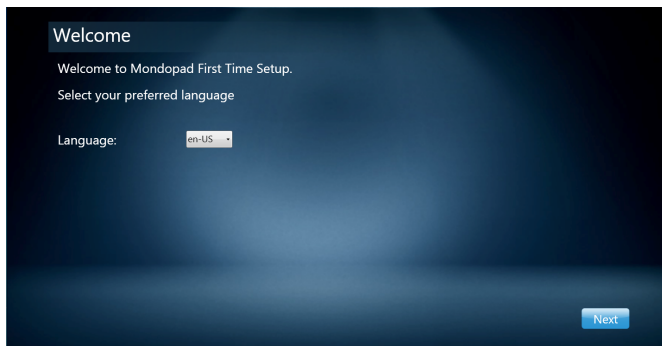 Welcome
Welcome to Mondopad First Time Setup.
Select your preferred language
Language: en-US
Next